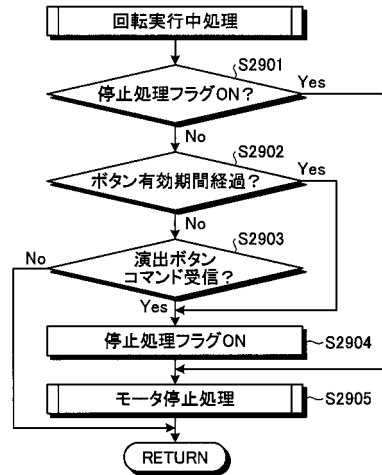 回転実行中処理
S2901
停止処理フラグON?
Yes
No
S2902
ボタン有効期間経過?
Yes
No
S2903
演出ボタン
コマンド受信?
No
Yes
停止処理フラグON
S2904
モータ停止処理
S2905
RETURN